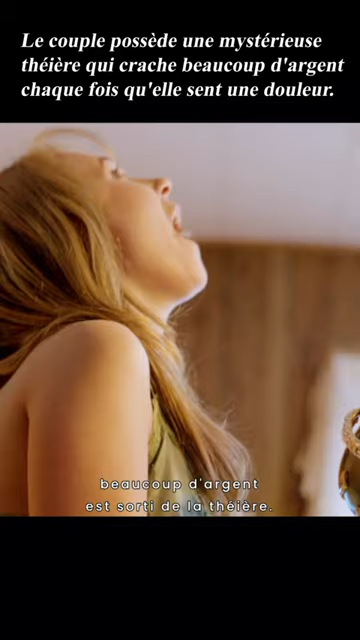 Le couple possède une mystérieuse
théière qui crache beaucoup d'argent
chaque fois qu'elle sent une douleur.
beaucoup d'argent
est sorti de la théière.